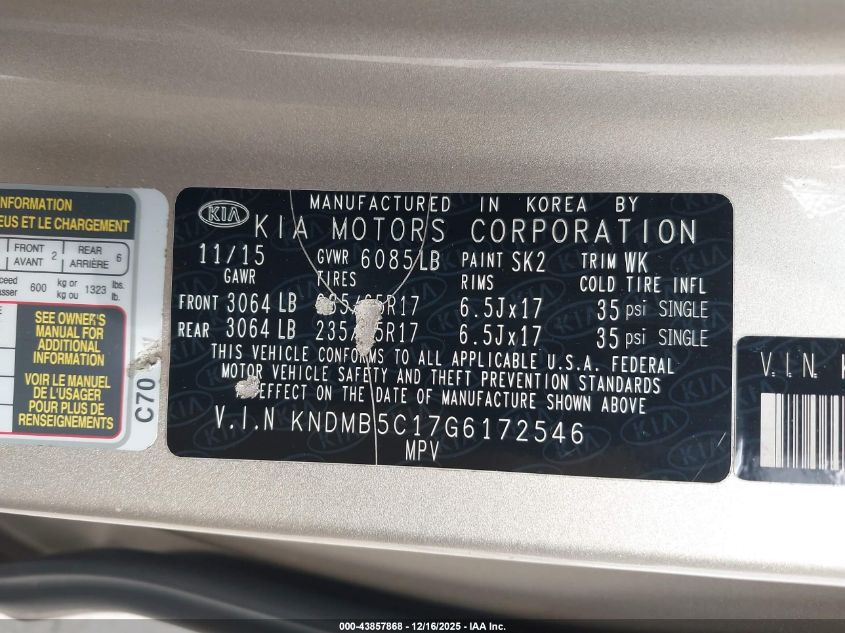 INFORMATION
EUS ET LE CHARGEMENT
FRONT 2 REAR 6
AVANT ARRIÈRE
600 kg or 1323 lbs.
kg ou lb.
SEE OWNER'S
MANUAL FOR
ADDITIONAL
INFORMATION
VOIR LE MANUEL
DE L'USAGER
POUR PLUS DE
RENSEIGNEMENTS
C70
MANUFACTURED IN KOREA BY
KIA KIA MOTORS CORPORATION
11/15 GVWR 6085LB PAINT SK2 TRIM WK
GAWR TIRES RIMS COLD TIRE INFL
FRONT 3064 LB 6.5Jx17 35 psi SINGLE
REAR 3064 LB 6.5Jx17 35 psi SINGLE
THIS VEHICLE CONFORMS TO ALL APPLICABLE U.S.A. FEDERAL
MOTOR VEHICLE SAFETY AND THEFT PREVENTION STANDARDS
EFFECT ON THE DATE OF MANUFACTURE SHOWN ABOVE
V.I.N KNDMB5C17G6172546
MPV
V.I.N. K
000-43857868 - 12/16/2025 - IAA Inc.